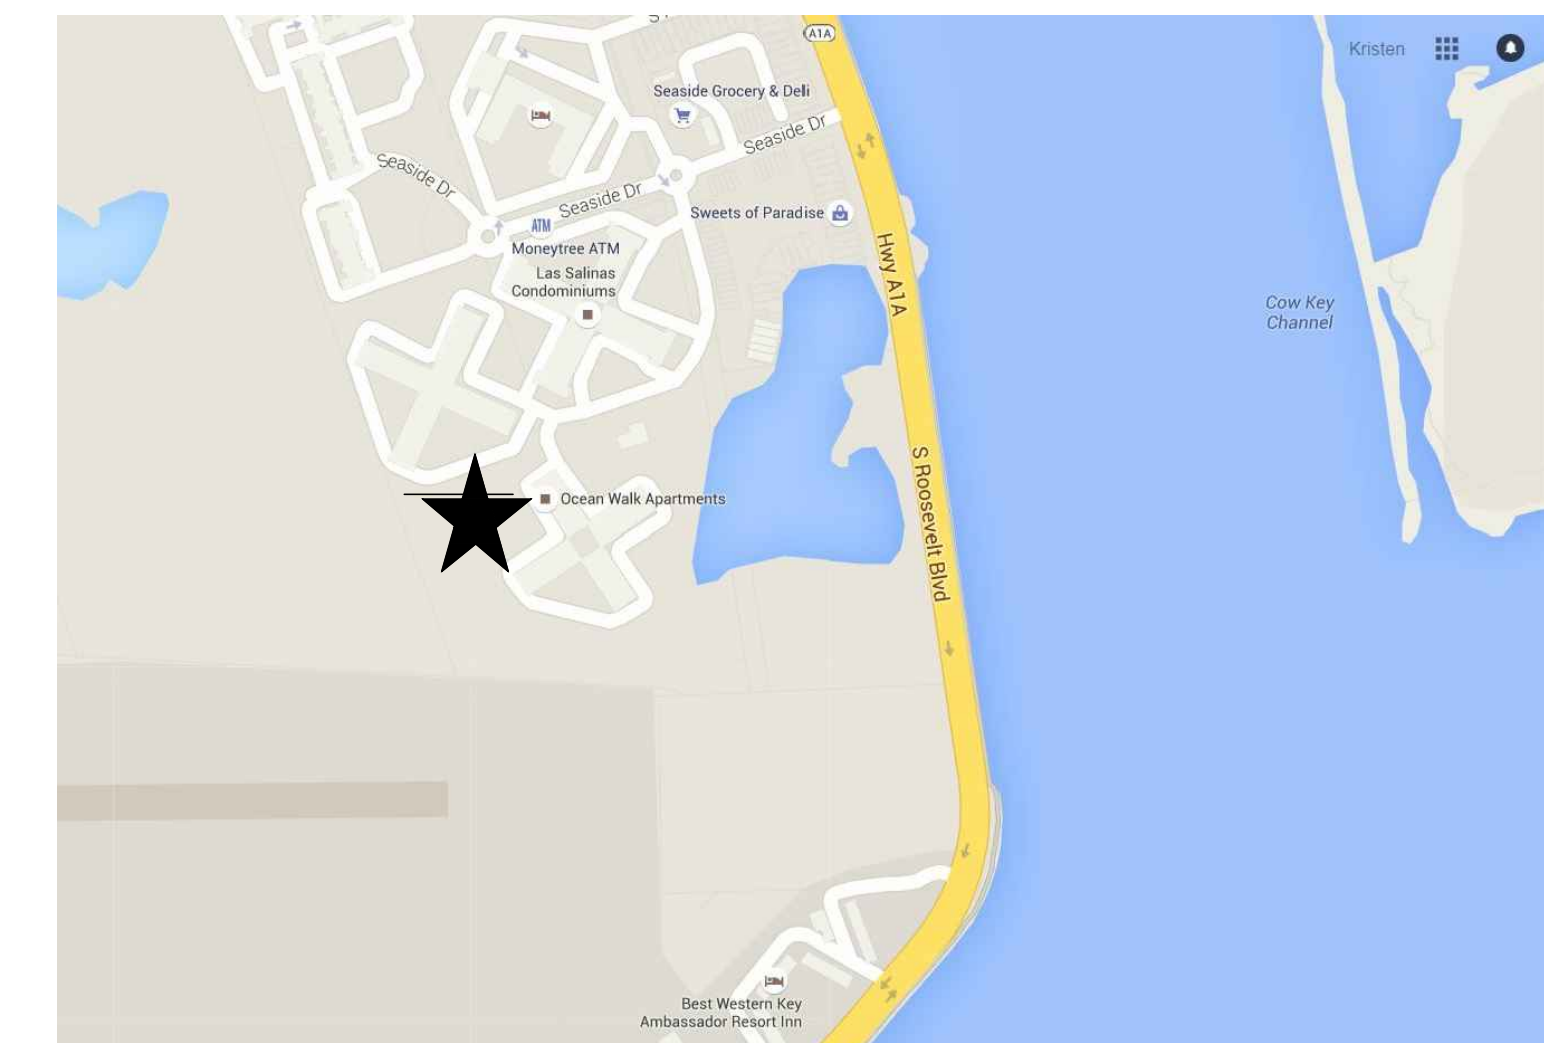 A1A
Kristen
Seaside Grocery & Deli
Seaside Dr
Seaside Dr
Seaside Dr
Sweets of Paradise
ATM
Moneytree ATM
Las Salinas
Condominiums
Hwy A1A
Cow Key
Channel
S Roosevelt Blvd
Ocean Walk Apartments
Best Western Key
Ambassador Resort Inn